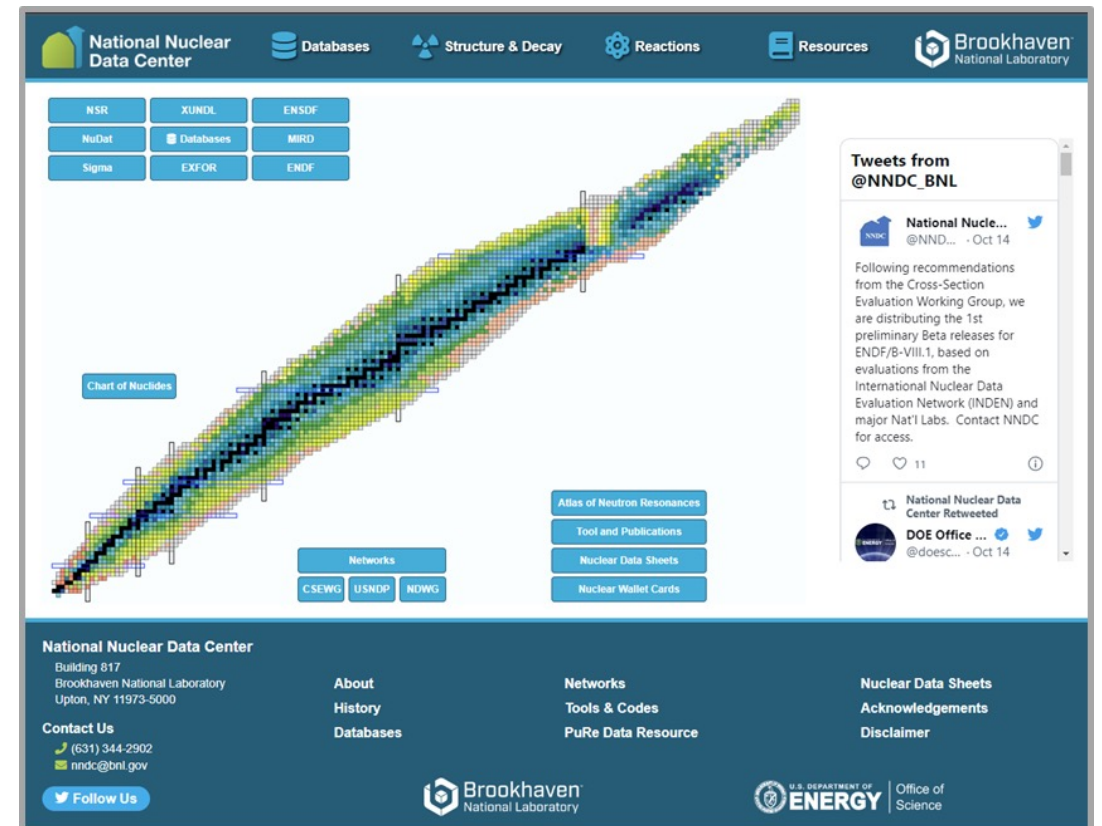 National Nuclear
Data Center
Databases
Structure & Decay
Reactions
Resources
Brookhaven
National Laboratory
NSR
XUNDL
ENSDF
NuDat
Databases
MIRD
Sigma
EXFOR
ENDF
Chart of Nuclides
Networks
CSEWG
USNDP
NDWG
Atlas of Neutron Resonances
Tool and Publications
Nuclear Data Sheets
Nuclear Wallet Cards
Tweets from
@NNDC_BNL
NNDC
National Nucle...
@NND... · Oct 14
Following recommendations
from the Cross-Section
Evaluation Working Group, we
are distributing the 1st
preliminary Beta releases for
ENDF/B-VIII.1, based on
evaluations from the
International Nuclear Data
Evaluation Network (INDEN) and
major Nat'l Labs. Contact NNDC
for access.
11
National Nuclear Data
Center Retweeted
ENERGY
DOE Office ...
@doesc... · Oct 14
National Nuclear Data Center
Building 817
Brookhaven National Laboratory
Upton, NY 11973-5000
Contact Us
(631) 344-2902
nndc@bnl.gov
Follow Us
About
History
Databases
Networks
Tools & Codes
PuRe Data Resource
Nuclear Data Sheets
Acknowledgements
Disclaimer
Brookhaven
National Laboratory
U.S. DEPARTMENT OF
ENERGY
Office of
Science